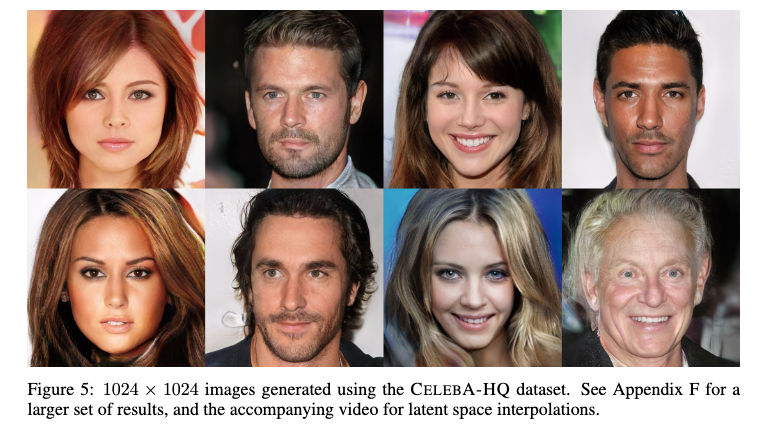 Figure 5: 1024 × 1024 images generated using the CELEBA-HQ dataset. See Appendix F for a
larger set of results, and the accompanying video for latent space interpolations.